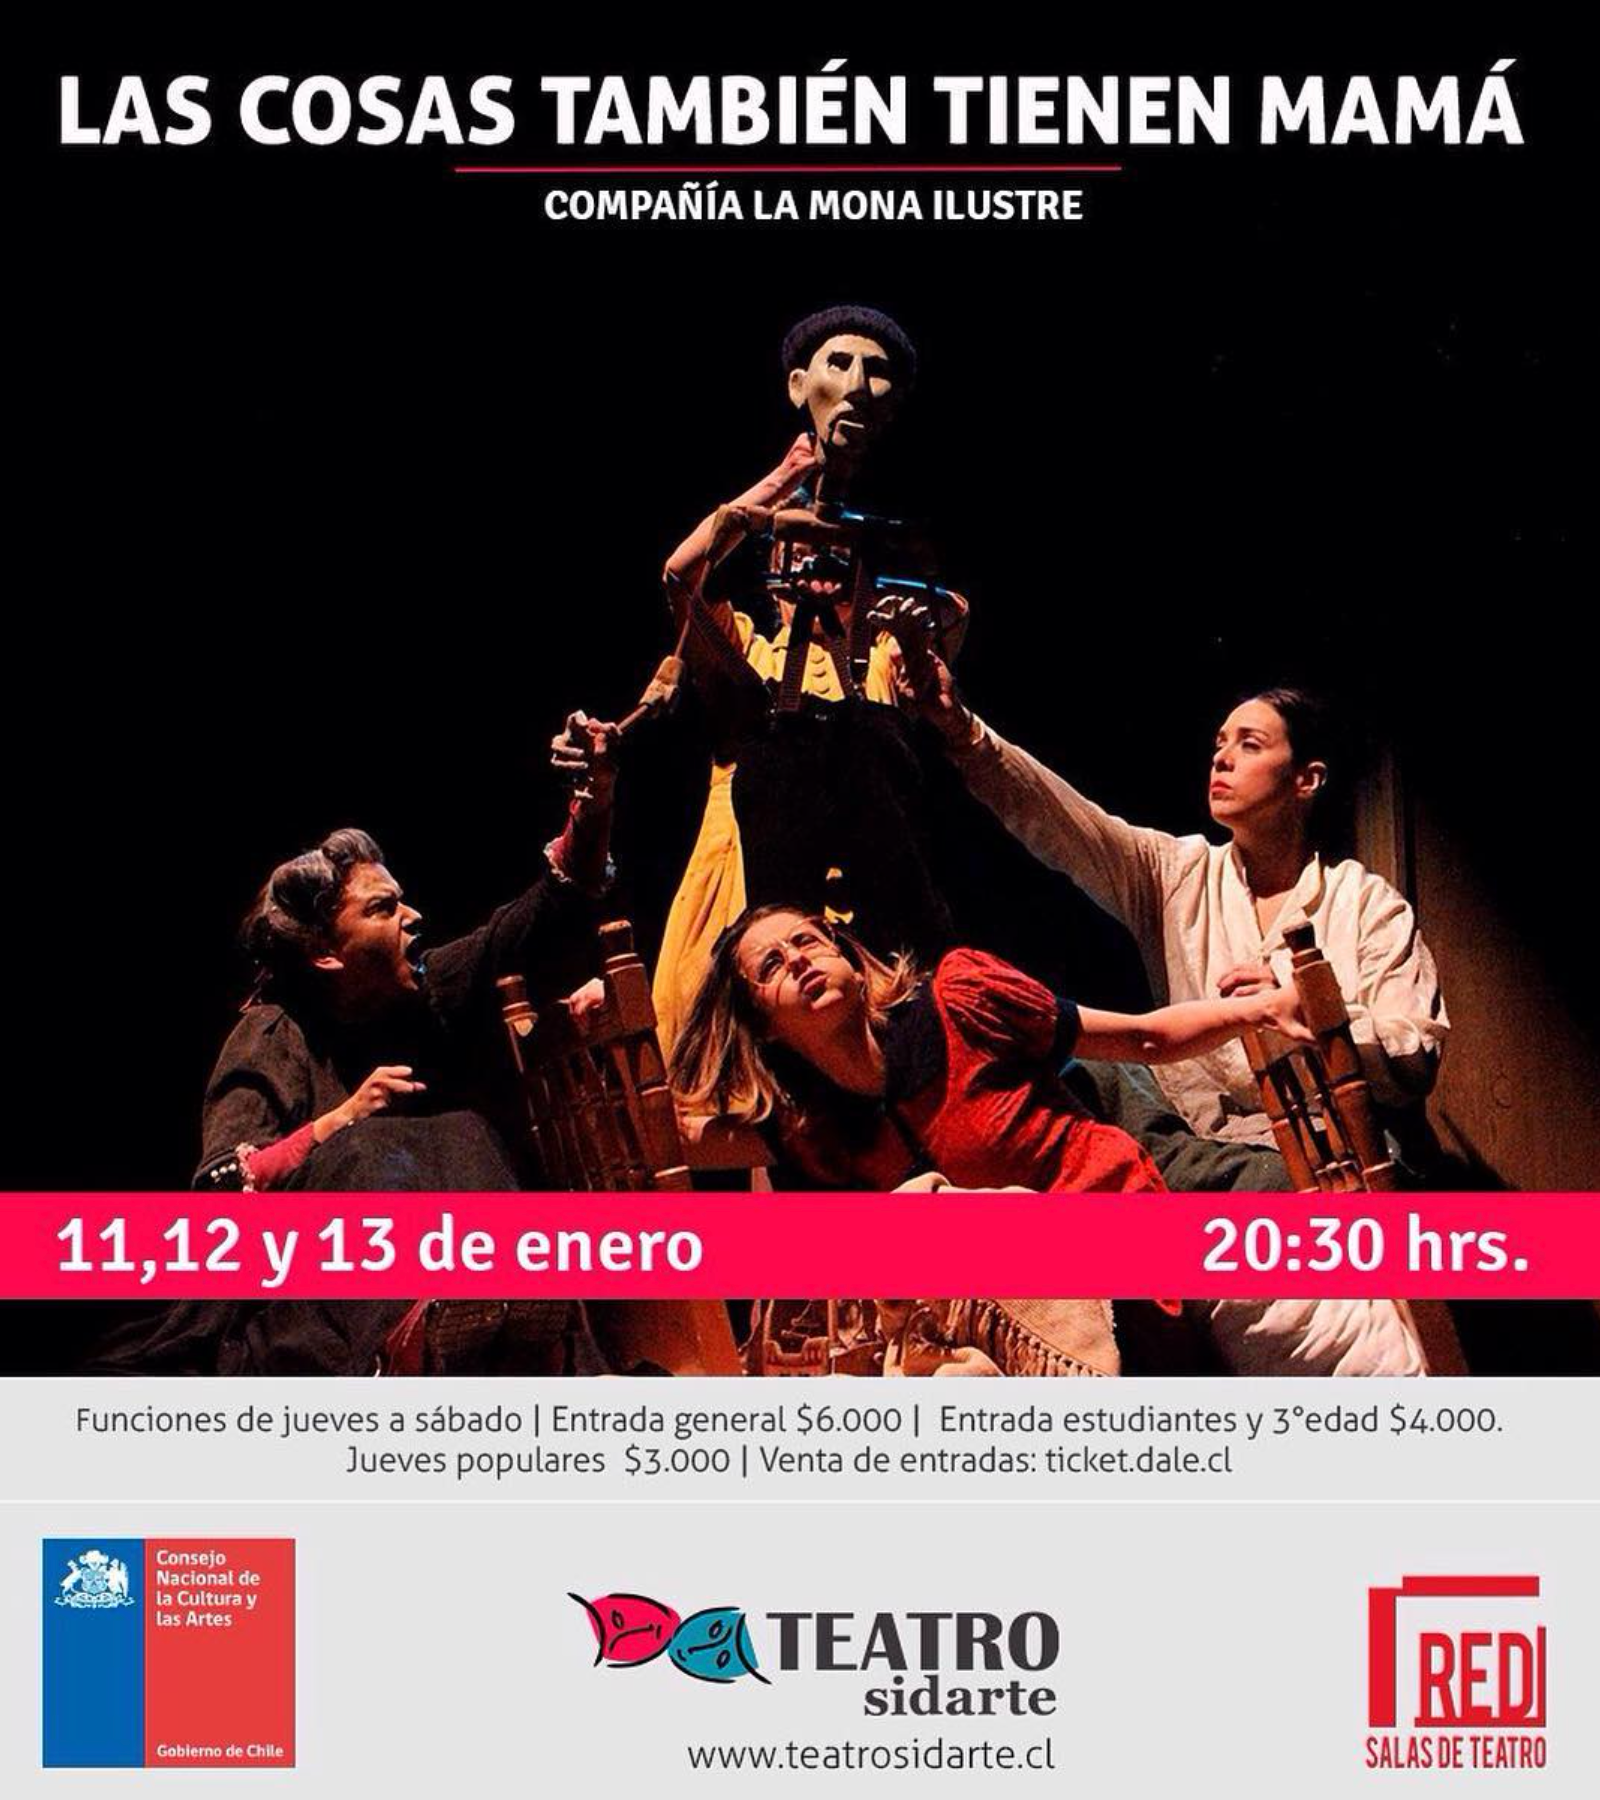 LAS COSAS TAMBIÉN TIENEN MAMÁ
COMPAÑÍA LA MONA ILUSTRE
11,12 y 13 de enero 20:30 hrs.
Funciones de jueves a sábado | Entrada general $6.000 | Entrada estudiantes y 3°edad $4.000.
Jueves populares $3.000 | Venta de entradas: ticket.dale.cl
Consejo
Nacional de
la Cultura y
las Artes
Gobierno de Chile
TEATRO
sidarte
www.teatrosidarte.cl
RED
SALAS DE TEATRO